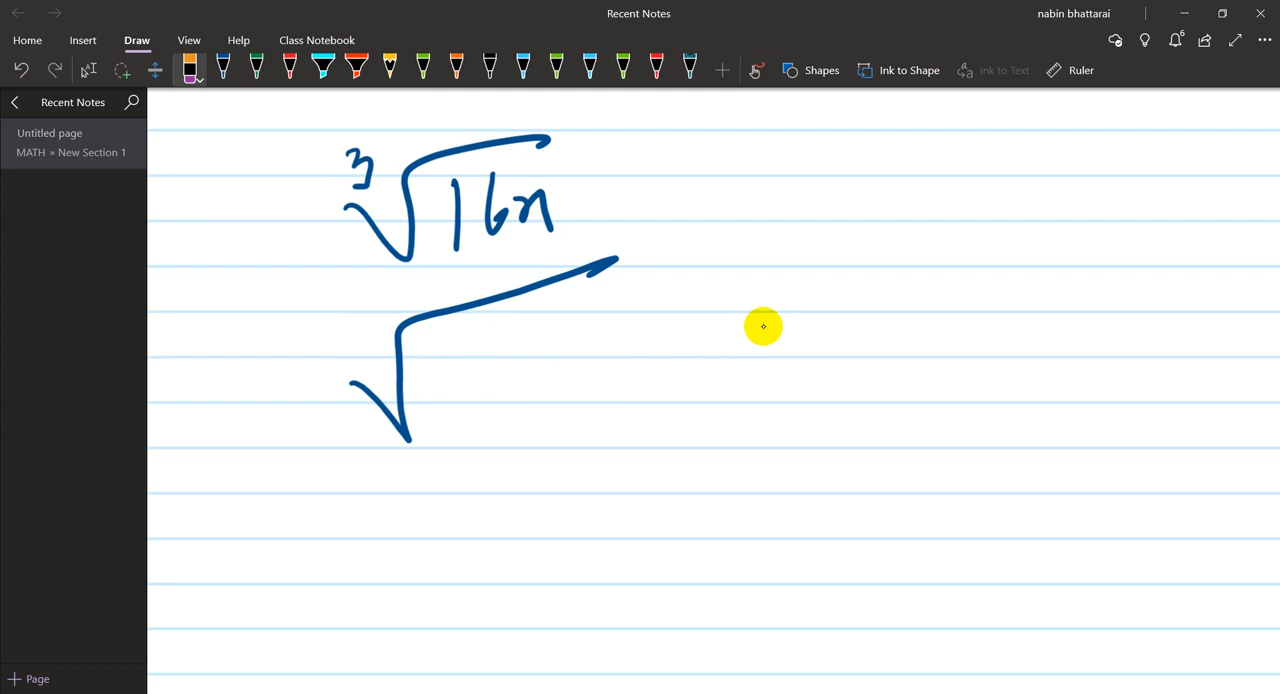 Recent Notes
nabin bhattarai
Home Insert Draw View Help Class Notebook
Shapes Ink to Shape Ink to Text Ruler
Recent Notes
Untitled page
MATH » New Section 1
∛16x
√
Page